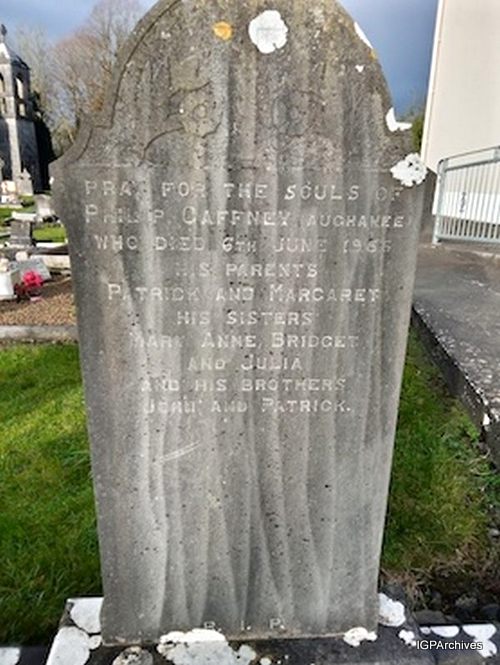 PRAY FOR THE SOULS OF
PHILIP GAFFNEY (AUGHAKEE)
WHO DIED 6TH JUNE
HIS PARENTS
PATRICK AND MARGARET
HIS SISTERS
MARY ANNE, BRIDGET
AND JULIA
AND HIS BROTHERS
JOHN AND PATRICK.
R.I.P.
IGPArchives